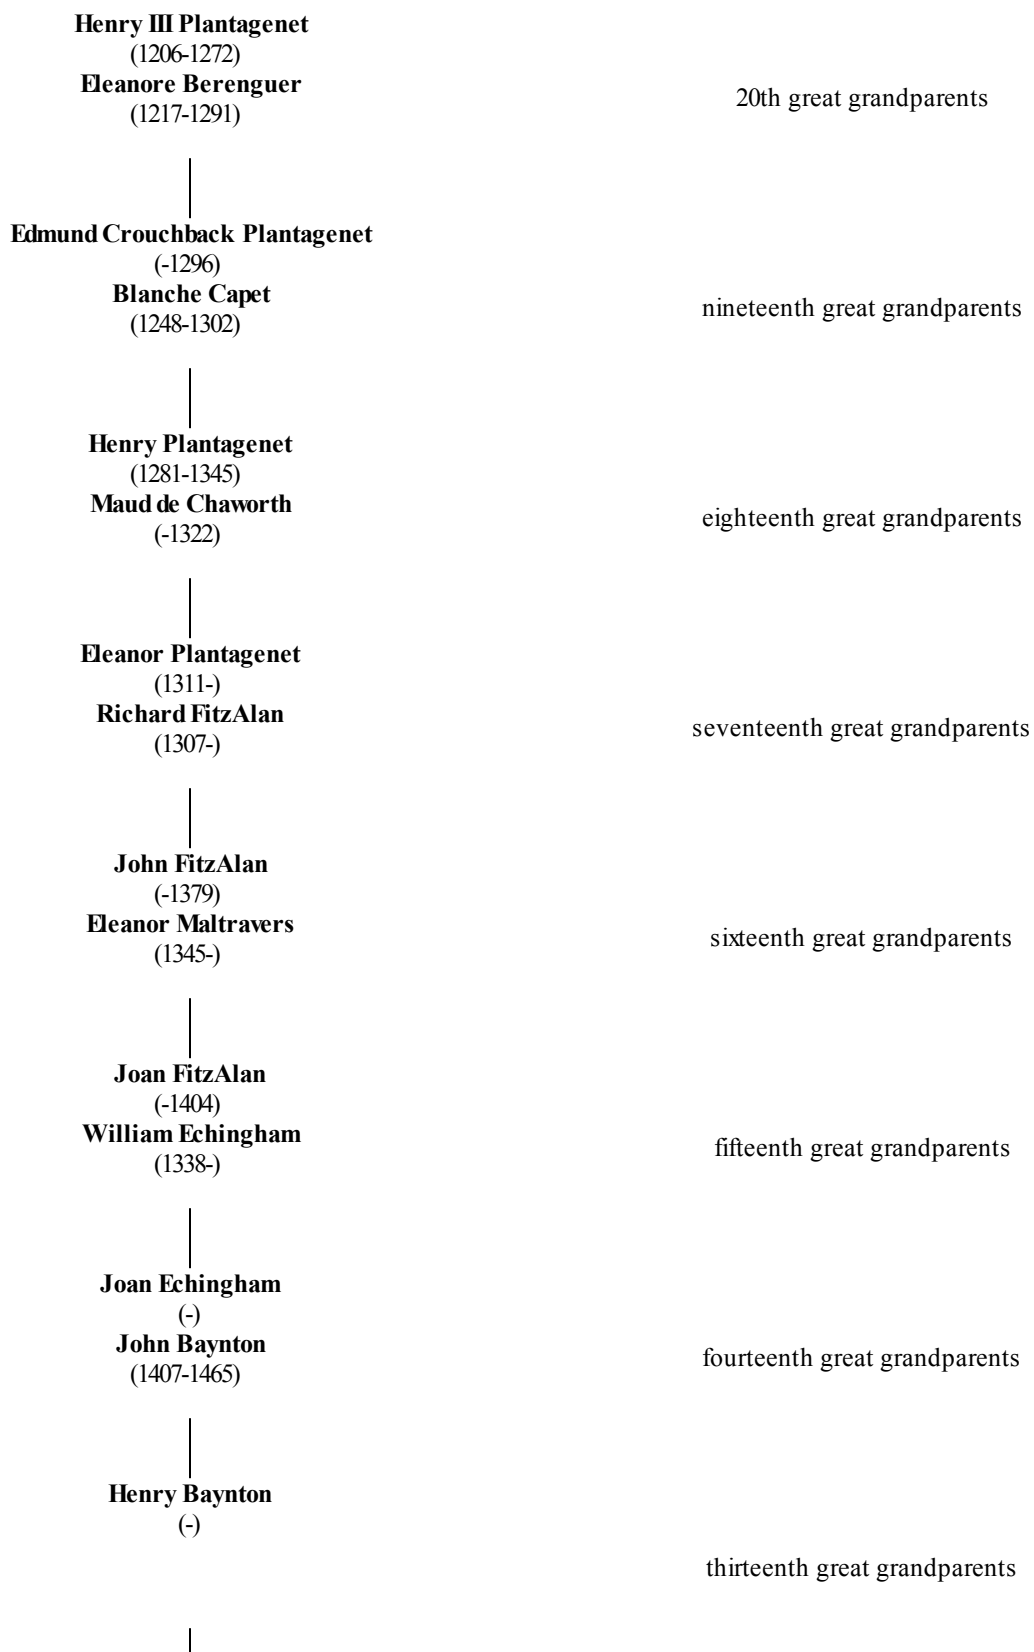 Henry III Plantagenet
(1206-1272)
Eleanore Berenguer
(1217-1291)
20th great grandparents
Edmund Crouchback Plantagenet
(-1296)
Blanche Capet
(1248-1302)
nineteenth great grandparents
Henry Plantagenet
(1281-1345)
Maud de Chaworth
(-1322)
eighteenth great grandparents
Eleanor Plantagenet
(1311-)
Richard FitzAlan
(1307-)
seventeenth great grandparents
John FitzAlan
(-1379)
Eleanor Maltravers
(1345-)
sixteenth great grandparents
Joan FitzAlan
(-1404)
William Echingham
(1338-)
fifteenth great grandparents
Joan Echingham
(-)
John Baynton
(1407-1465)
fourteenth great grandparents
Henry Baynton
(-)
thirteenth great grandparents